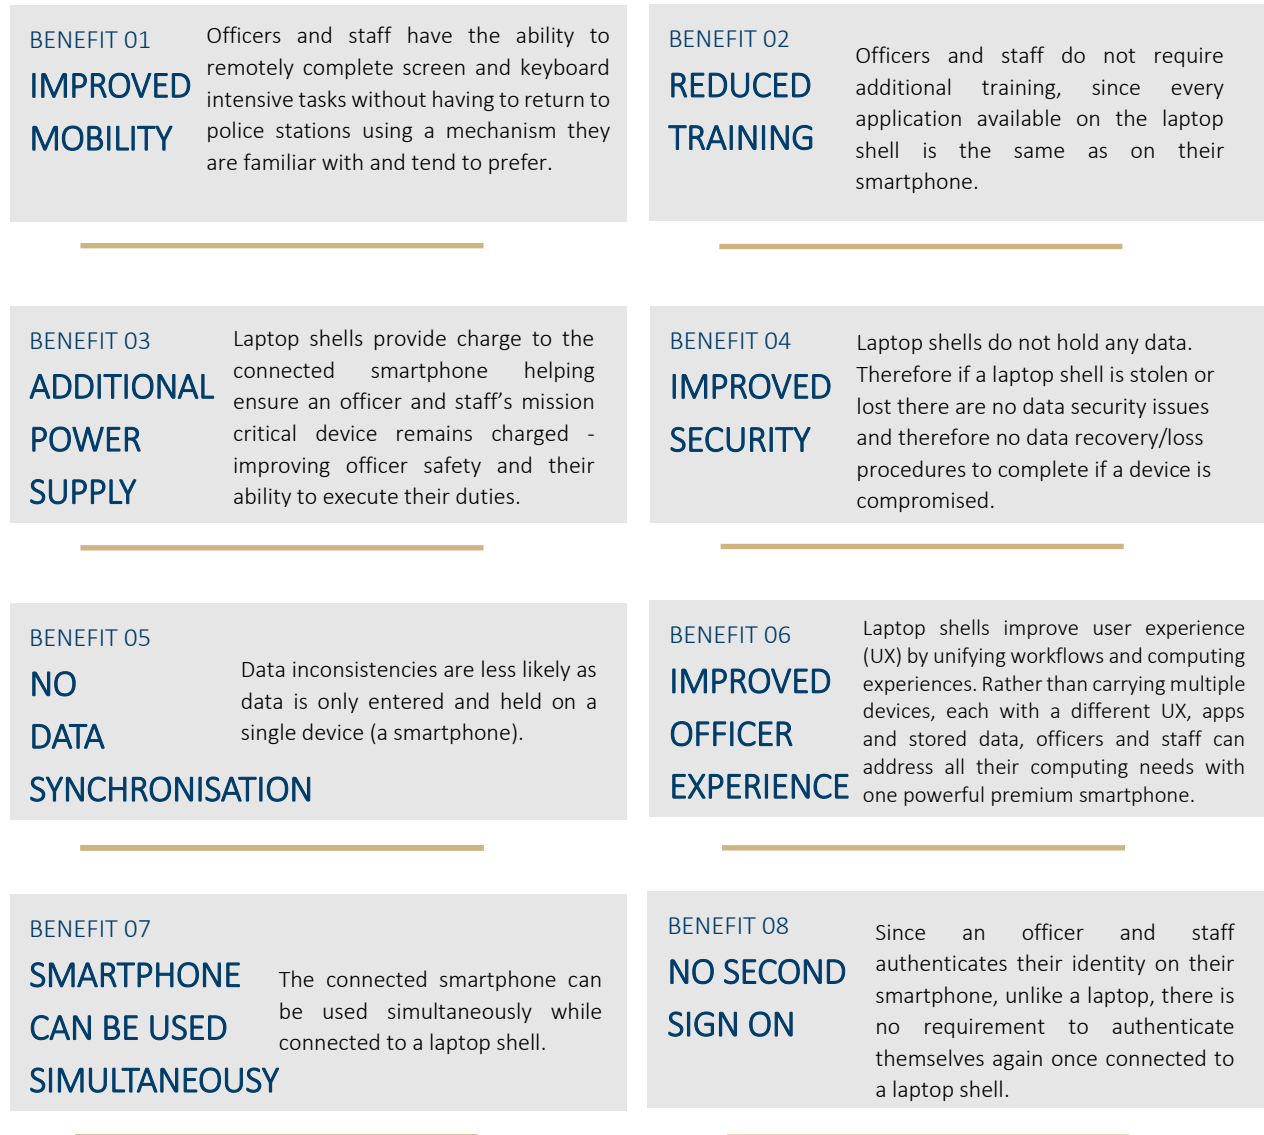 BENEFIT 01
IMPROVED
MOBILITY
Officers and staff have the ability to
remotely complete screen and keyboard
intensive tasks without having to return to
police stations using a mechanism they
are familiar with and tend to prefer.
BENEFIT 02
REDUCED
TRAINING
Officers and staff do not require
additional training, since every
application available on the laptop
shell is the same as on their
smartphone.
BENEFIT 03
ADDITIONAL
POWER
SUPPLY
Laptop shells provide charge to the
connected smartphone helping
ensure an officer and staff’s mission
critical device remains charged -
improving officer safety and their
ability to execute their duties.
BENEFIT 04
IMPROVED
SECURITY
Laptop shells do not hold any data.
Therefore if a laptop shell is stolen or
lost there are no data security issues
and therefore no data recovery/loss
procedures to complete if a device is
compromised.
BENEFIT 05
NO
DATA
SYNCHRONISATION
Data inconsistencies are less likely as
data is only entered and held on a
single device (a smartphone).
BENEFIT 06
IMPROVED
OFFICER
EXPERIENCE
Laptop shells improve user experience
(UX) by unifying workflows and computing
experiences. Rather than carrying multiple
devices, each with a different UX, apps
and stored data, officers and staff can
address all their computing needs with
one powerful premium smartphone.
BENEFIT 07
SMARTPHONE
CAN BE USED
SIMULTANEOUSY
The connected smartphone can
be used simultaneously while
connected to a laptop shell.
BENEFIT 08
NO SECOND
SIGN ON
Since an officer and staff
authenticates their identity on their
smartphone, unlike a laptop, there is
no requirement to authenticate
themselves again once connected to
a laptop shell.